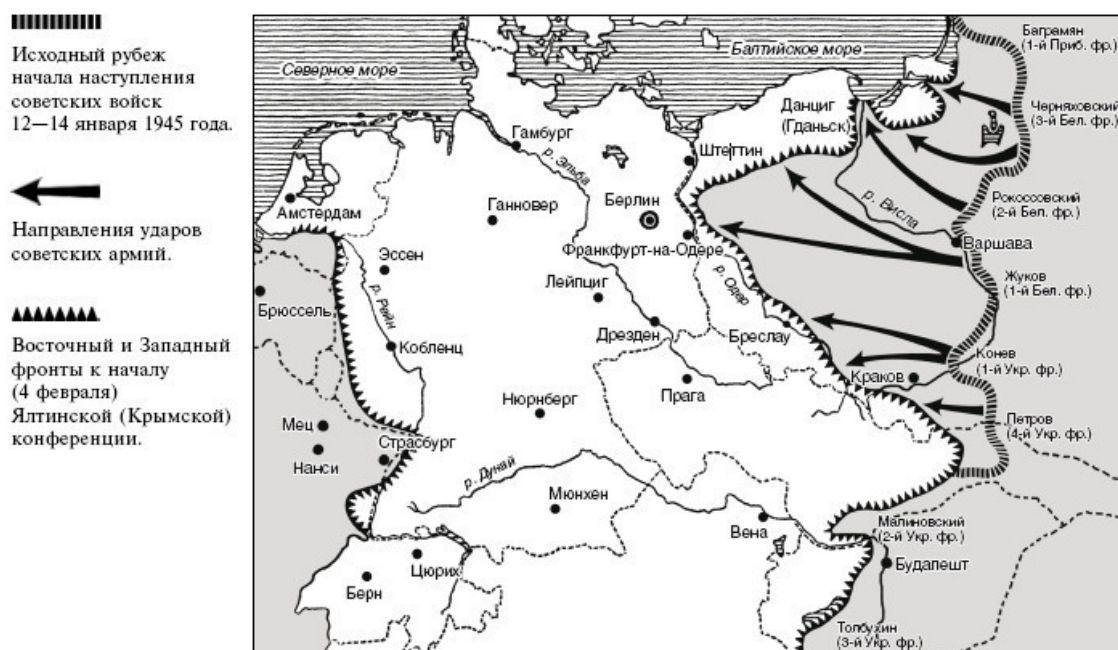 Исходный рубеж
начала наступления
советских войск
12—14 января 1945 года.
Направления ударов
советских армий.
Восточный и Западный
фронты к началу
(4 февраля)
Ялтинской (Крымской)
конференции.
Северное море
Балтийское море
Багремян
(1-й Приб. фр.)
Черняховский
(3-й Бел. фр.)
Данциг
(Гданьск)
Гамбург
р. Эльба
Штеттин
Рокоссовский
(2-й Бел. фр.)
р. Висла
Амстердам
Ганновер
Берлин
Варшава
Франкфурт-на-Одере
Эссен
р. Одер
Жуков
(1-й Бел. фр.)
р. Рейн
Лейпциг
Брюссель
Дрезден
Бреслау
Кобленц
Конев
(1-й Укр. фр.)
Краков
Прага
Нюрнберг
Петров
(4-й Укр. фр.)
Мец
Страсбург
Нанси
р. Дунай
Мюнхен
Вена
Малиновский
(2-й Укр. фр.)
Будапешт
Цюрих
Берн
Толбухин
(3-й Укр. фр.)